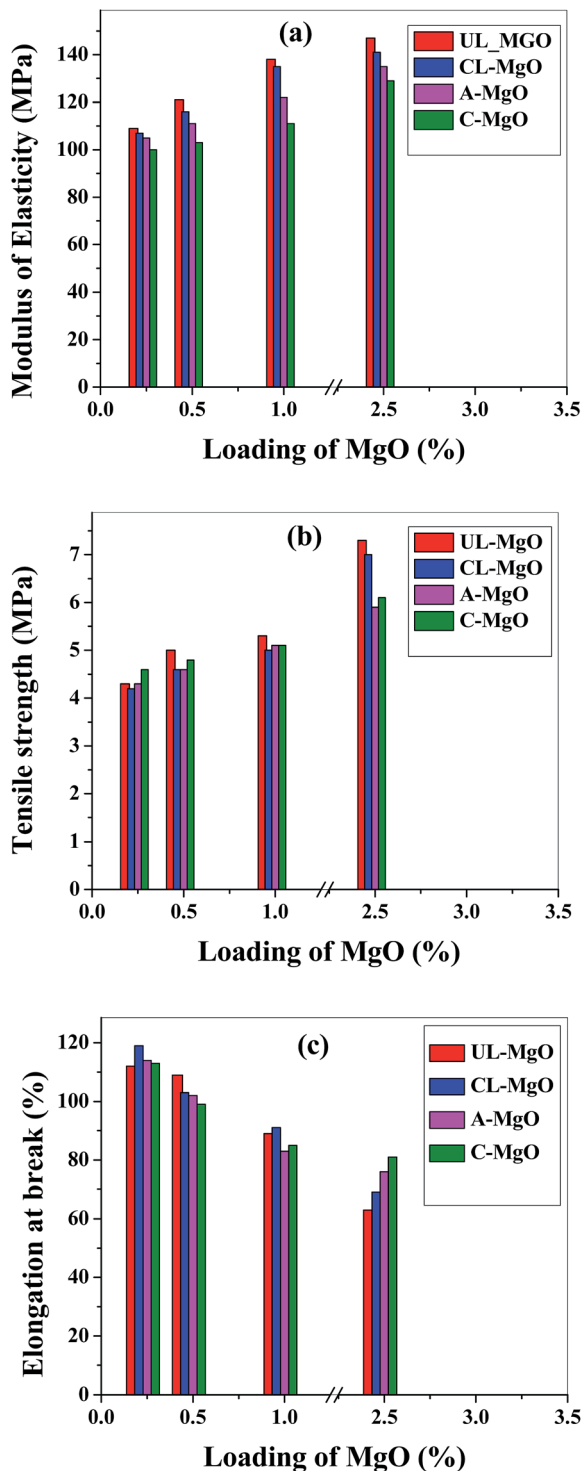 (a)
UL_MGO
CL-MgO
A-MgO
C-MgO
Modulus of Elasticity (MPa)
140
120
100
80
60
40
20
0
0.0 0.5 1.0 2.5 3.0 3.5
Loading of MgO (%)
(b)
UL-MgO
CL-MgO
A-MgO
C-MgO
Tensile strength (MPa)
7
6
5
4
3
2
1
0
0.0 0.5 1.0 2.5 3.0 3.5
Loading of MgO (%)
(c)
UL-MgO
CL-MgO
A-MgO
C-MgO
Elongation at break (%)
120
100
80
60
40
20
0
0.0 0.5 1.0 2.5 3.0 3.5
Loading of MgO (%)